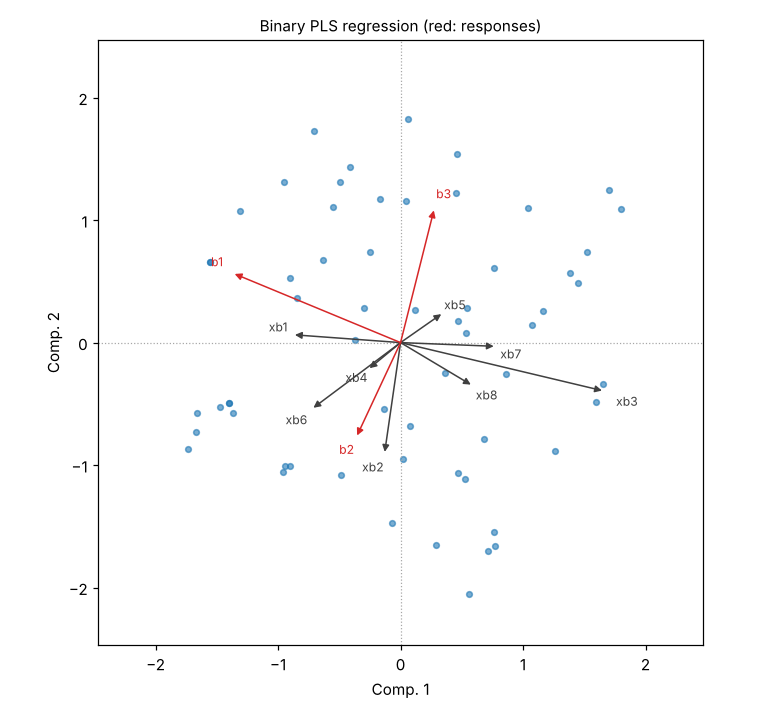 Binary PLS regression (red: responses)
2
b3
1
b1
xb5
xb1
Comp. 2
0
xb7
xb4
xb8
xb3
xb6
b2
xb2
−1
−2
−2
−1
0
1
2
Comp. 1